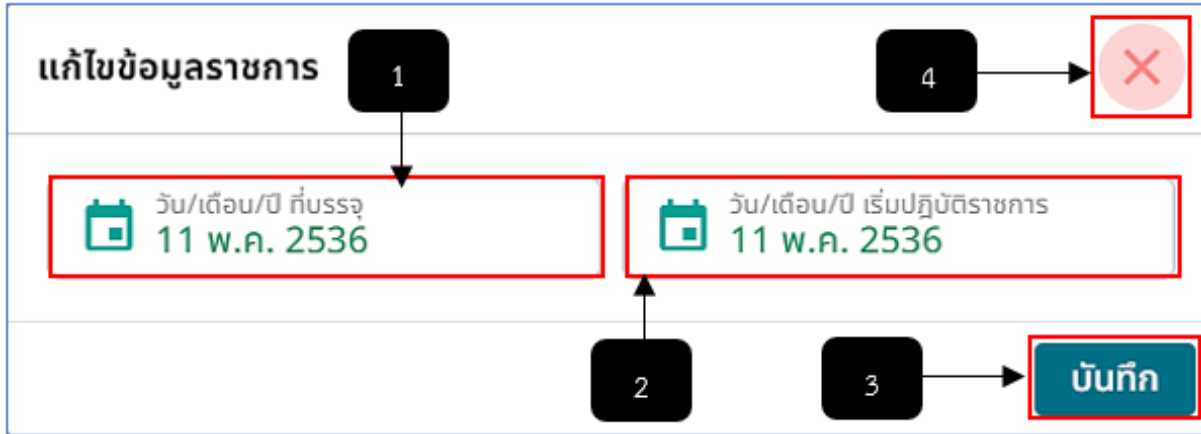 แก้ไขข้อมูลราชการ
1
4
วัน/เดือน/ปี ที่บรรจุ
11 พ.ค. 2536
วัน/เดือน/ปี เริ่มปฏิบัติราชการ
11 พ.ค. 2536
2
3
บันทึก